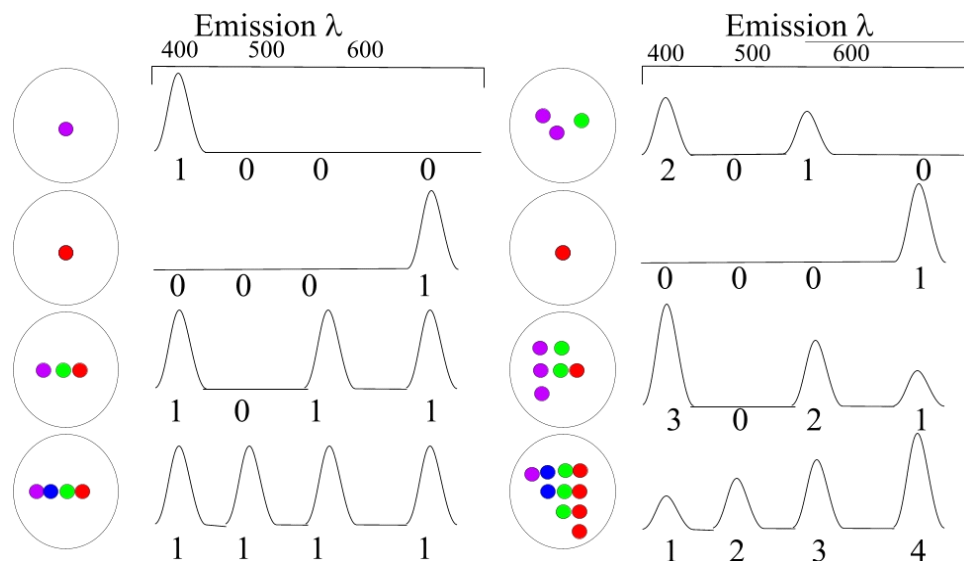 Emission λ
400 500 600
1 0 0 0
0 0 0 1
1 0 1 1
1 1 1 1
Emission λ
400 500 600
2 0 1 0
0 0 0 1
3 0 2 1
1 2 3 4